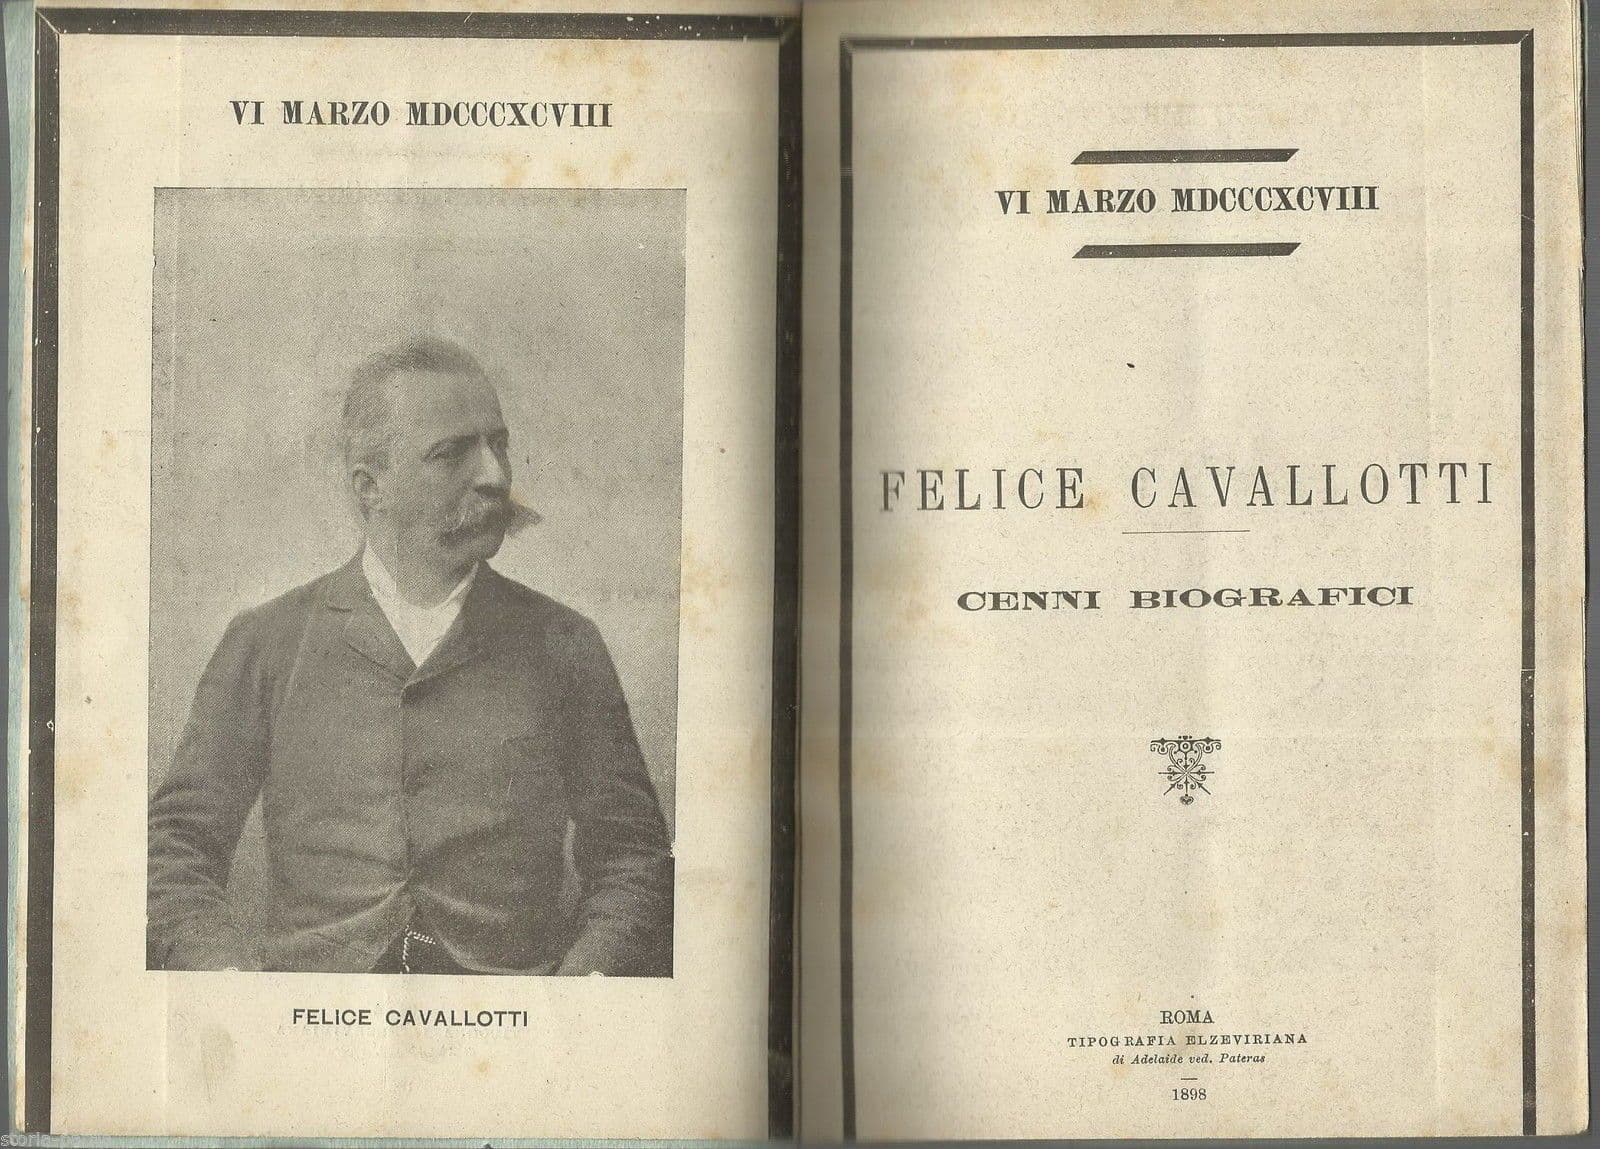 VI MARZO MDCCCXCVIII
FELICE CAVALLOTTI
VI MARZO MDCCCXCVIII
FELICE CAVALLOTTI
CENNI BIOGRAFICI
ROMA
TIPOGRAFIA ELZEVIRIANA
di Adelaide ved. Pateras
1898